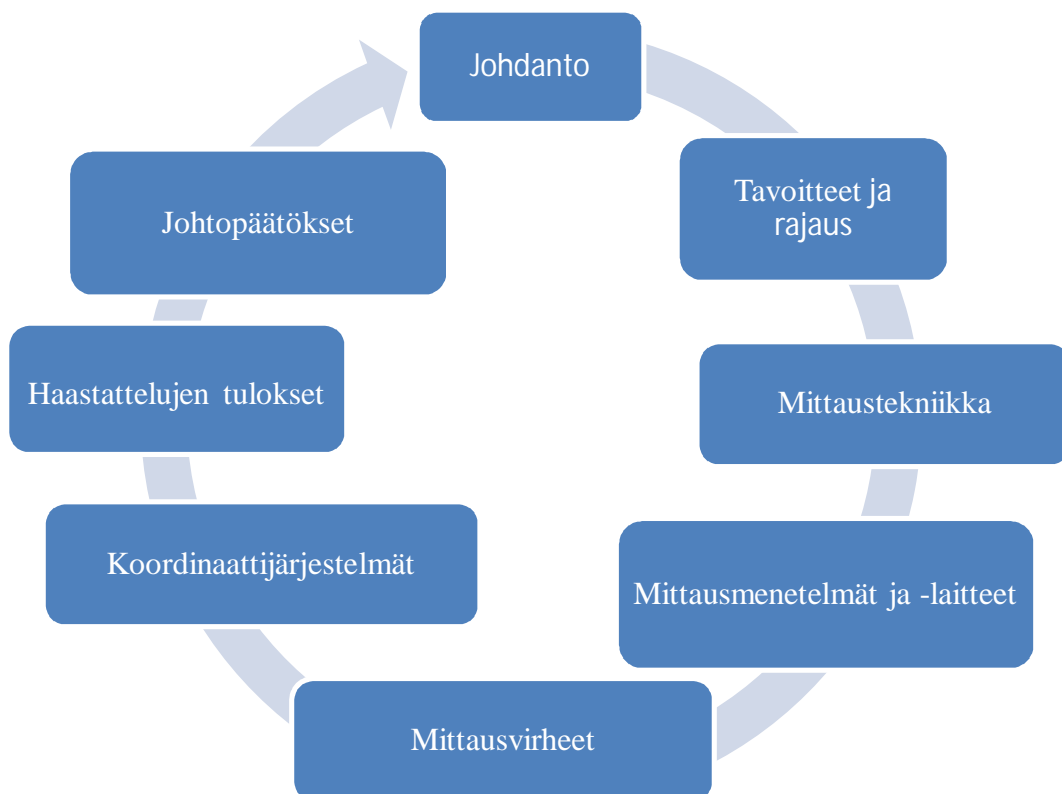 Johdanto
Tavoitteet ja
rajaus
Mittaustekniikka
Mittausmenetelmät ja -laitteet
Mittausvirheet
Koordinaattijärjestelmät
Haastattelujen tulokset
Johtopäätökset